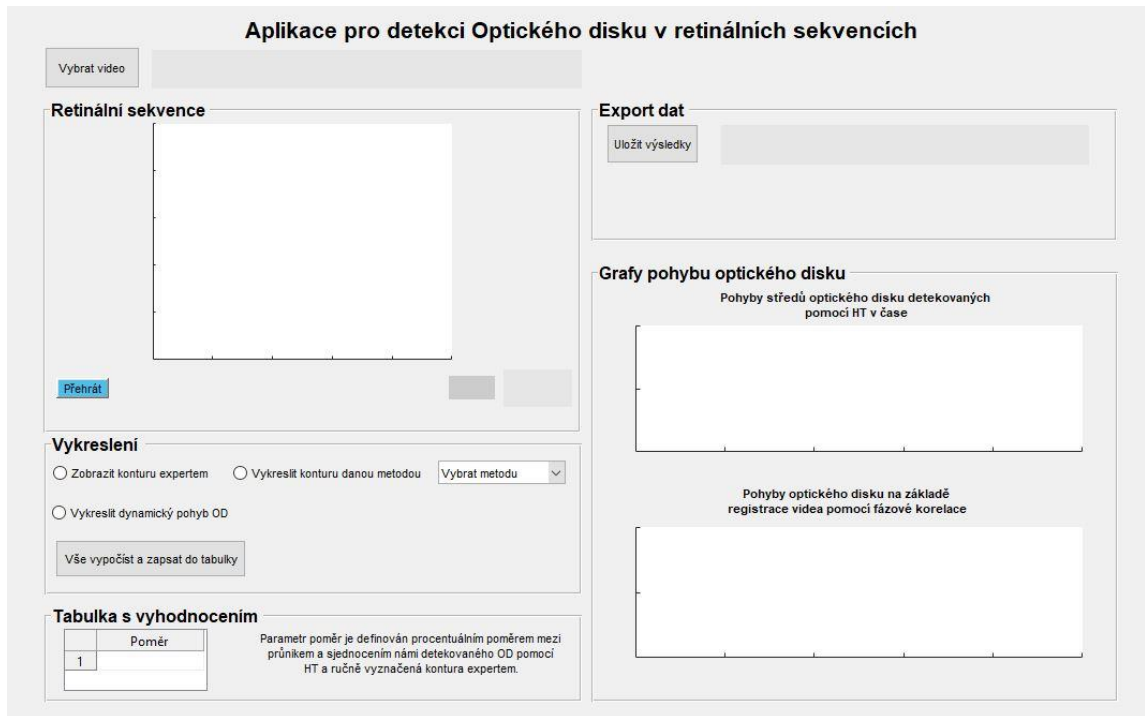 Aplikace pro detekci Optického disku v retinálních sekvencích
Vybrat video
Retinální sekvence
Přehrát
Vykreslení
Zobrazit konturu expertem
Vykreslit konturu danou metodou
Vybrat metodu
Vykreslit dynamický pohyb OD
Vše vypočíst a zapsat do tabulky
Tabulka s vyhodnocením
Poměr
1
Parametr poměr je definován procentuálním poměrem mezi
průnikem a sjednocením námi detekovaného OD pomocí
HT a ručně vyznačená kontura expertem.
Export dat
Uložit výsledky
Grafy pohybu optického disku
Pohyby středů optického disku detekovaných
pomocí HT v čase
Pohyby optického disku na základě
registrace videa pomocí fázové korelace